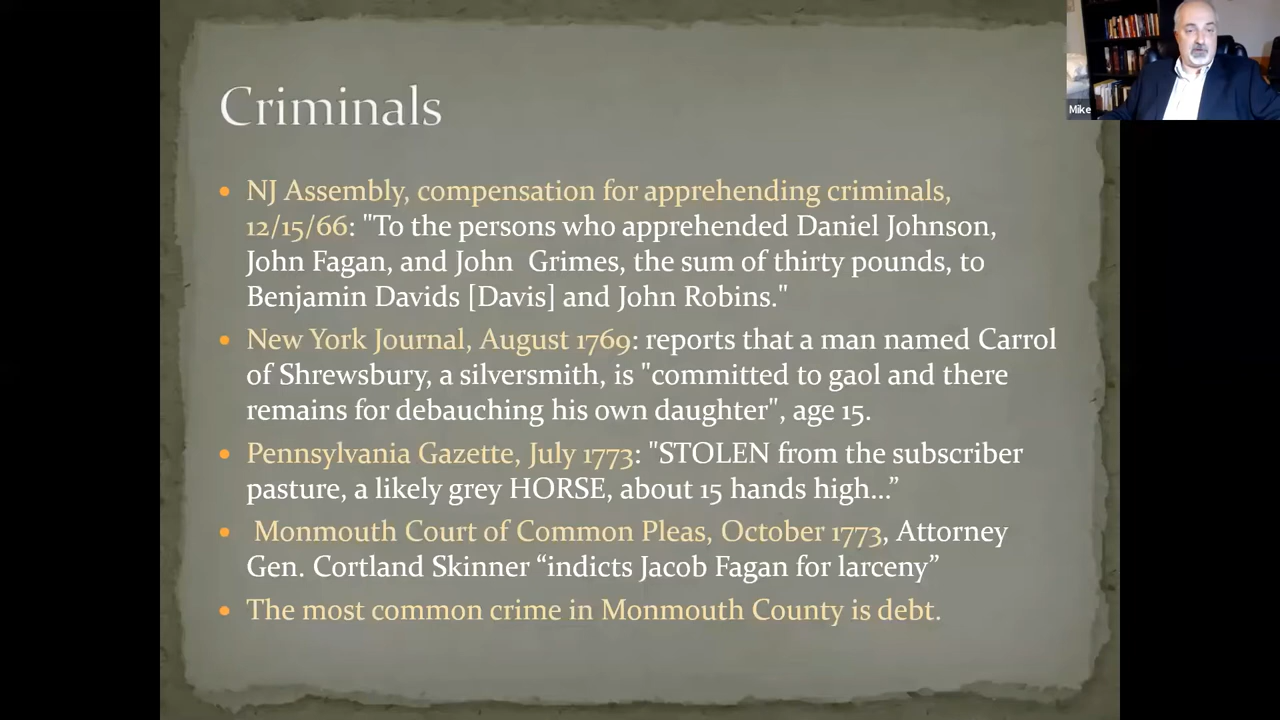 Criminals
• NJ Assembly, compensation for apprehending criminals,
12/15/66: "To the persons who apprehended Daniel Johnson,
John Fagan, and John  Grimes, the sum of thirty pounds, to
Benjamin Davids [Davis] and John Robins."
• New York Journal, August 1769: reports that a man named Carrol
of Shrewsbury, a silversmith, is "committed to gaol and there
remains for debauching his own daughter", age 15.
• Pennsylvania Gazette, July 1773: "STOLEN from the subscriber
pasture, a likely grey HORSE, about 15 hands high…”
• Monmouth Court of Common Pleas, October 1773, Attorney
Gen. Cortland Skinner “indicts Jacob Fagan for larceny”
• The most common crime in Monmouth County is debt.
Mike